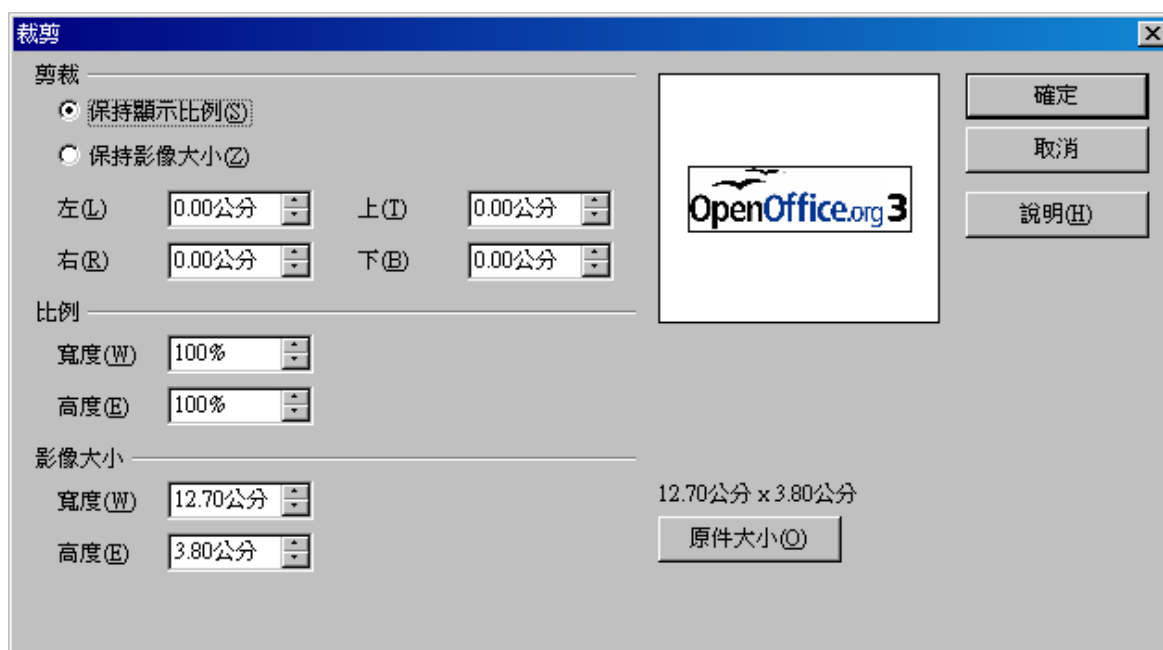 裁剪
剪裁
保持顯示比例(S)
保持影像大小(Z)
左(L) 0.00公分 上(T) 0.00公分
右(R) 0.00公分 下(B) 0.00公分
比例
寬度(W) 100%
高度(E) 100%
影像大小
寬度(W) 12.70公分
高度(E) 3.80公分
OpenOffice.org 3
12.70公分 x 3.80公分
原件大小(O)
確定
取消
說明(H)